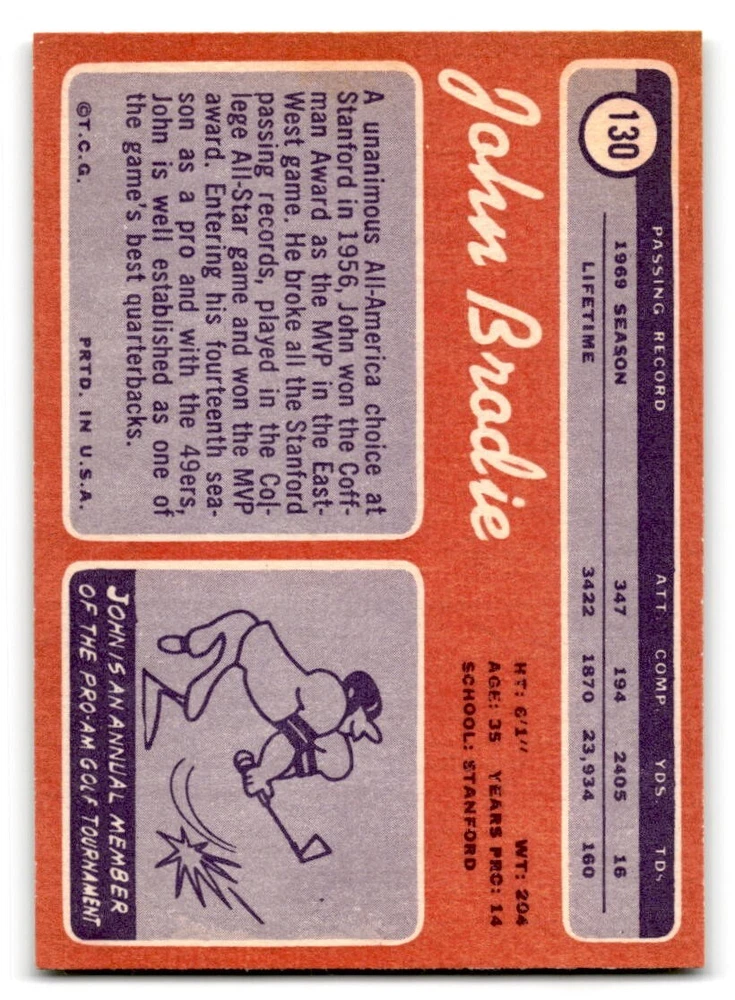 130
PASSING RECORD ATT. COMP. YDS. TDS
1969 SEASON 347 194 2405 16
LIFETIME 3422 1870 23,934 160
John Brodie
HT: 6'1" WT: 204
AGE: 35 YEARS PRO: 14
SCHOOL: STANFORD
A unanimous All-America choice at
Stanford in 1956, John won the Coff-
man Award as the MVP in the East-
West game. He broke all the Stanford
passing records, played in the Col-
lege All-Star game and won the MVP
award. Entering his fourteenth sea-
son as a pro and with the 49ers,
John is well established as one of
the game's best quarterbacks.
©T.C.G. PRTD. IN U.S.A.
JOHN IS AN ANNUAL MEMBER
OF THE PRO-AM GOLF TOURNAMENT